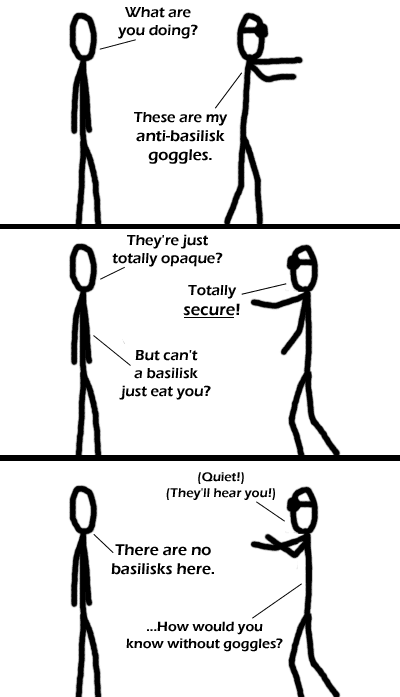 What are
you doing?
These are my
anti-basilisk
goggles.
They're just
totally opaque?
Totally
secure!
But can't
a basilisk
just eat you?
(Quiet!)
(They'll hear you!)
There are no
basilisks here.
...How would you
know without goggles?